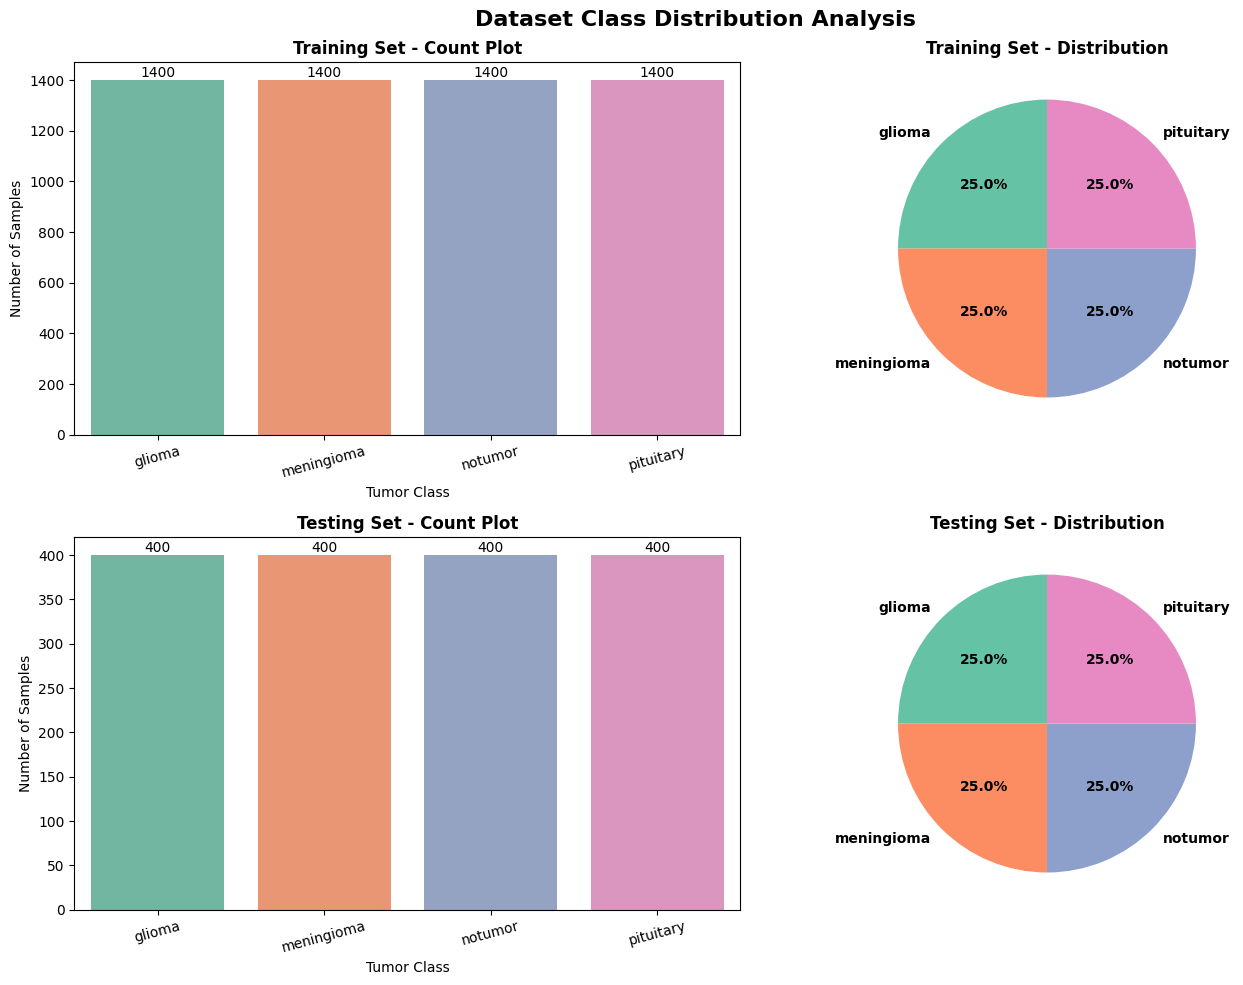 Dataset Class Distribution Analysis
Training Set - Count Plot
Number of Samples
1400
1200
1000
800
600
400
200
0
1400 1400 1400 1400
glioma meningioma notumor pituitary
Tumor Class
Training Set - Distribution
glioma
pituitary
25.0% 25.0%
25.0% 25.0%
meningioma
notumor
Testing Set - Count Plot
Number of Samples
400
350
300
250
200
150
100
50
0
400 400 400 400
glioma meningioma notumor pituitary
Tumor Class
Testing Set - Distribution
glioma
pituitary
25.0% 25.0%
25.0% 25.0%
meningioma
notumor